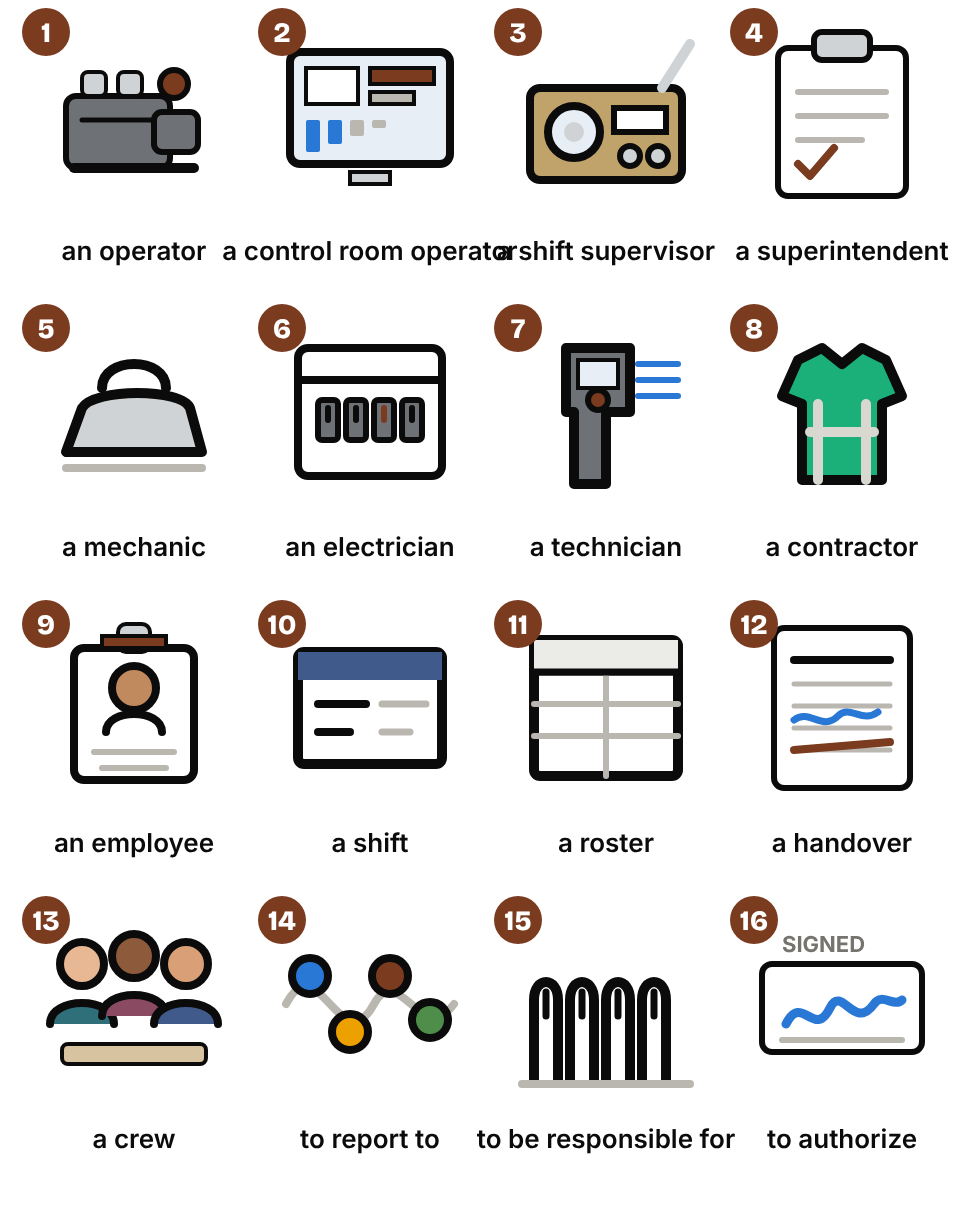 1 2 3 4
an operator a control room operator a shift supervisor a superintendent
5 6 7 8
a mechanic an electrician a technician a contractor
9 10 11 12
an employee a shift a roster a handover
13 14 15 16
SIGNED
a crew to report to to be responsible for to authorize